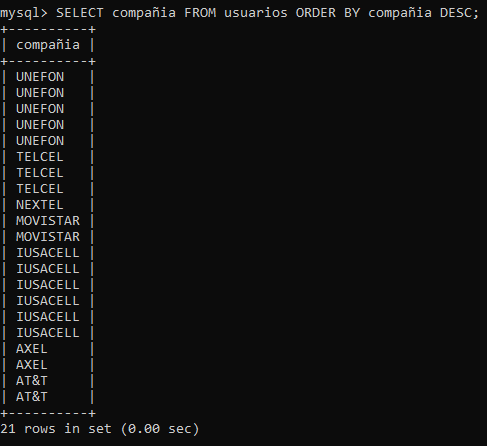 mysql> SELECT compañia FROM usuarios ORDER BY compañia DESC;
+----------+
| compañia |
+----------+
| UNEFON   |
| UNEFON   |
| UNEFON   |
| UNEFON   |
| UNEFON   |
| TELCEL   |
| TELCEL   |
| TELCEL   |
| NEXTEL   |
| MOVISTAR |
| MOVISTAR |
| IUSACELL |
| IUSACELL |
| IUSACELL |
| IUSACELL |
| IUSACELL |
| IUSACELL |
| AXEL     |
| AXEL     |
| AT&T     |
| AT&T     |
+----------+
21 rows in set (0.00 sec)